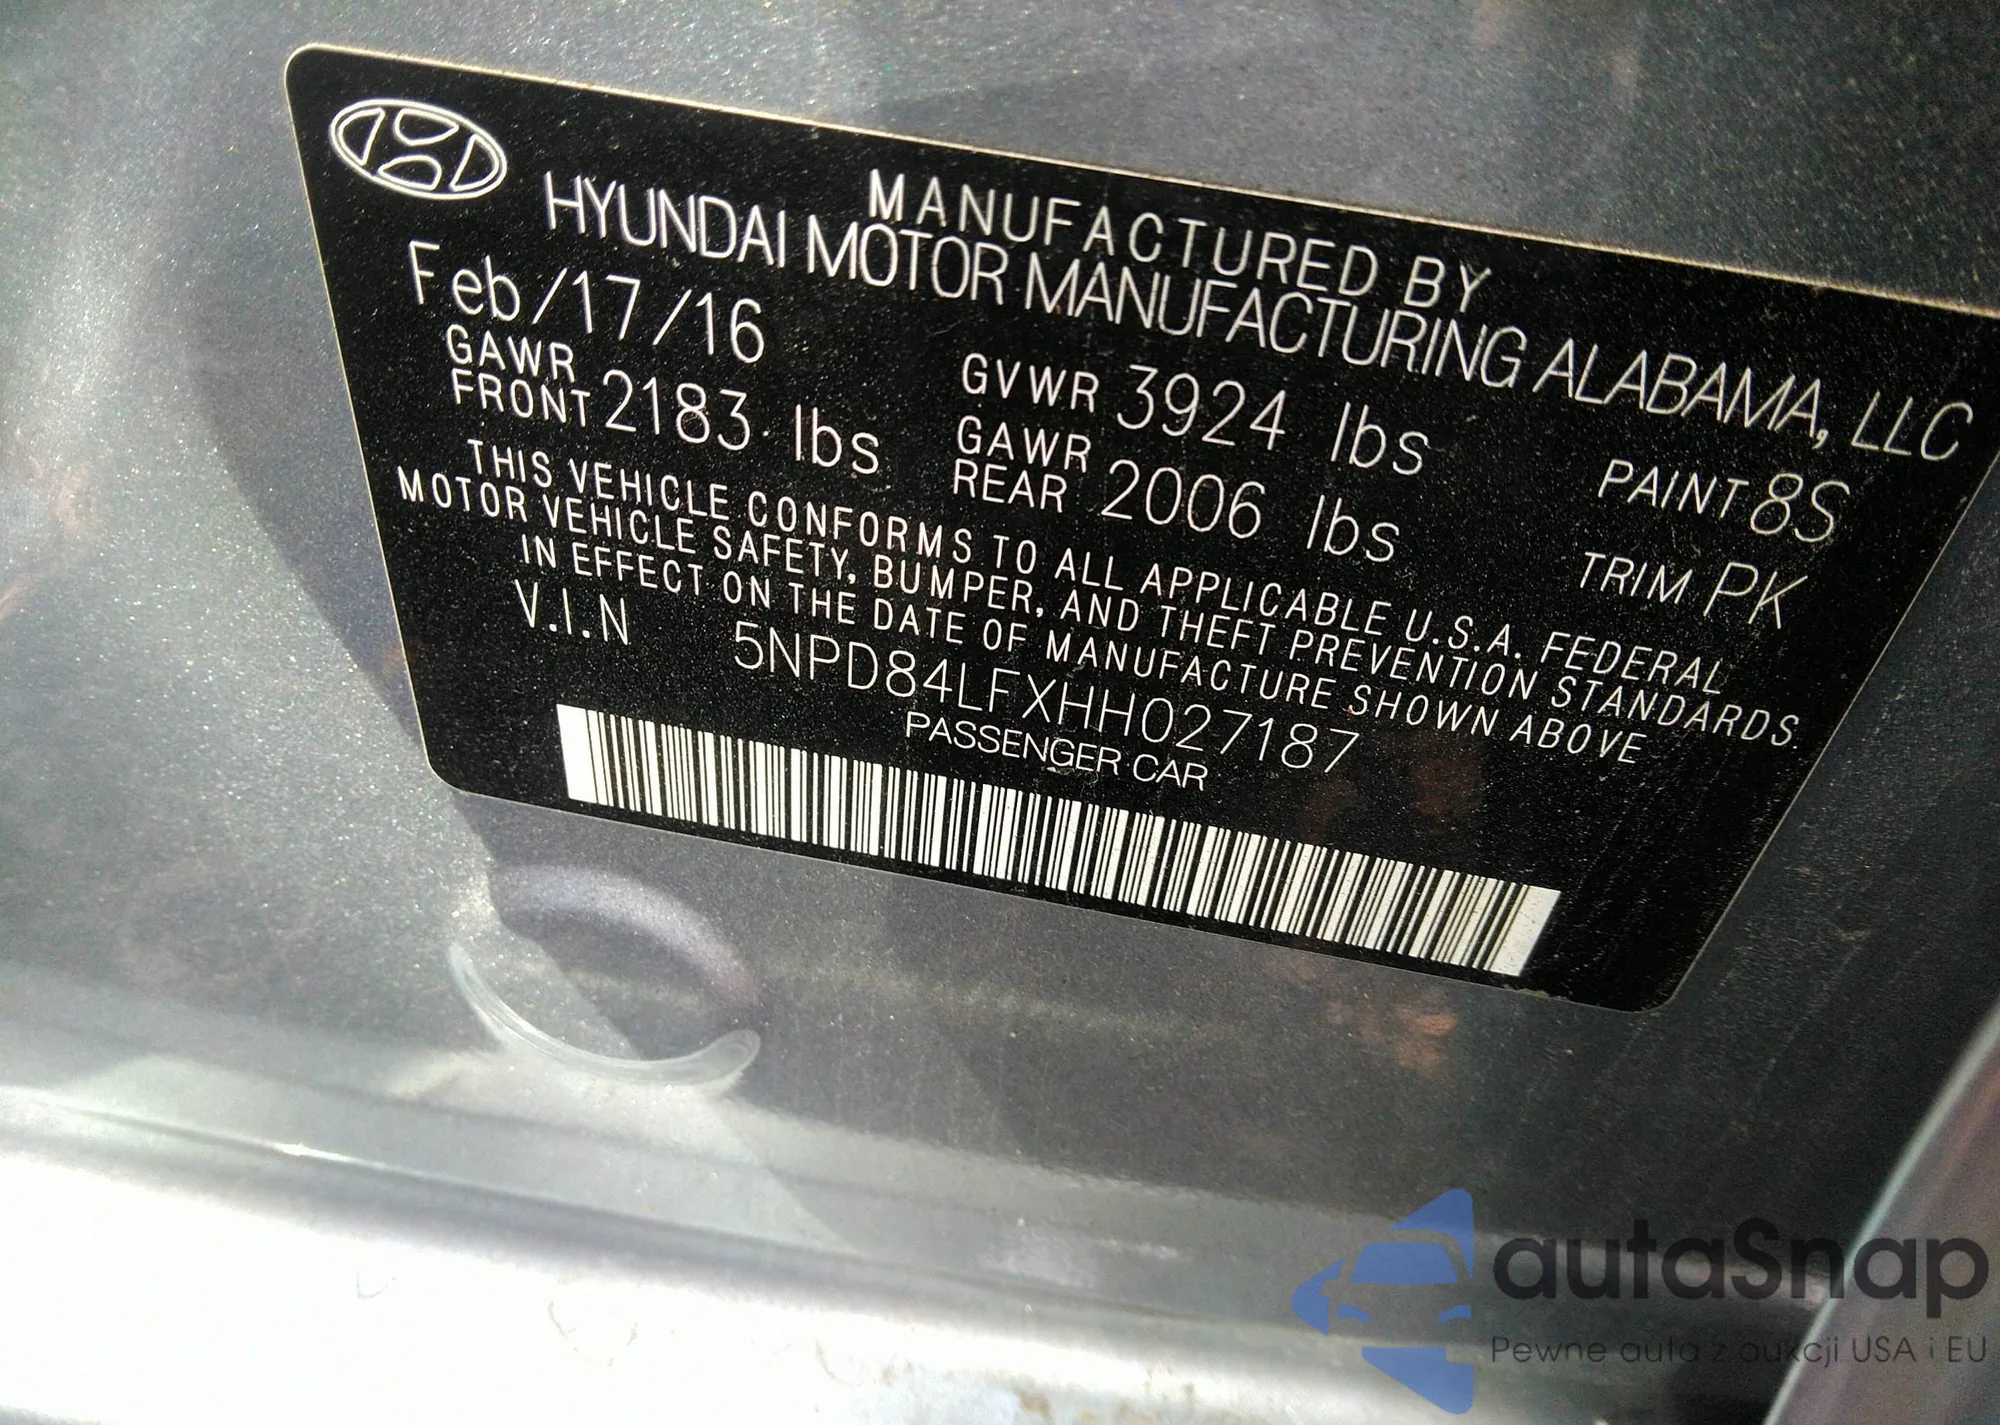 MANUFACTURED BY
HYUNDAI MOTOR MANUFACTURING ALABAMA, LLC
Feb/17/16
GVWR 3924 lbs
PAINT 8S
GAWR FRONT 2183 lbs
GAWR REAR 2006 lbs
TRIM PK
THIS VEHICLE CONFORMS TO ALL APPLICABLE U.S.A. FEDERAL
MOTOR VEHICLE SAFETY, BUMPER, AND THEFT PREVENTION STANDARDS.
IN EFFECT ON THE DATE OF MANUFACTURE SHOWN ABOVE
V.I.N 5NPD84LFXHH027187
PASSENGER CAR
autaSnap
Pewne auta z aukcji USA i EU